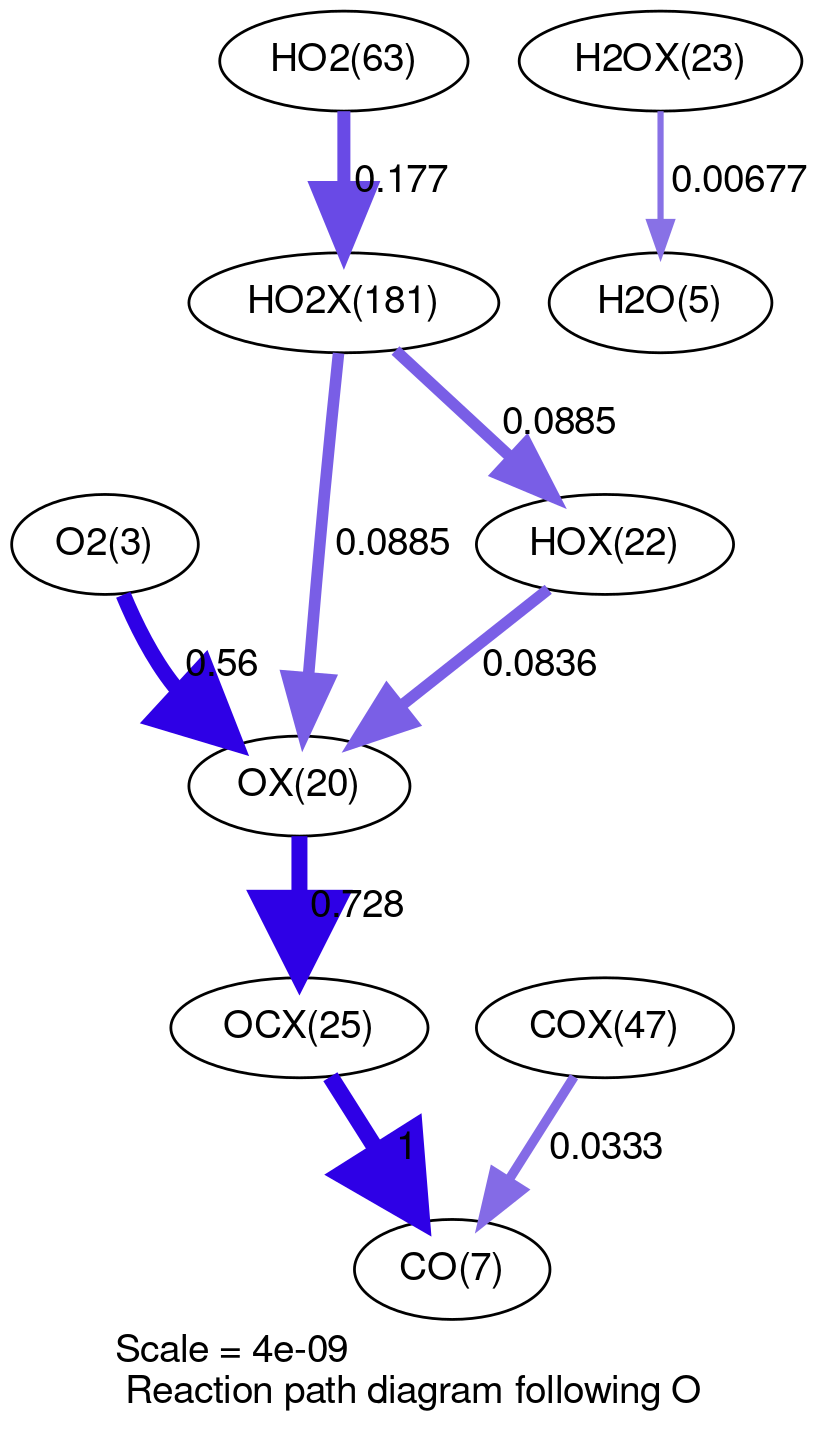 HO2(63)
H2OX(23)
0.177
0.00677
HO2X(181)
H2O(5)
0.0885
O2(3)
0.0885
HOX(22)
0.56
0.0836
OX(20)
0.728
OCX(25)
COX(47)
1
0.0333
CO(7)
Scale = 4e-09
Reaction path diagram following O